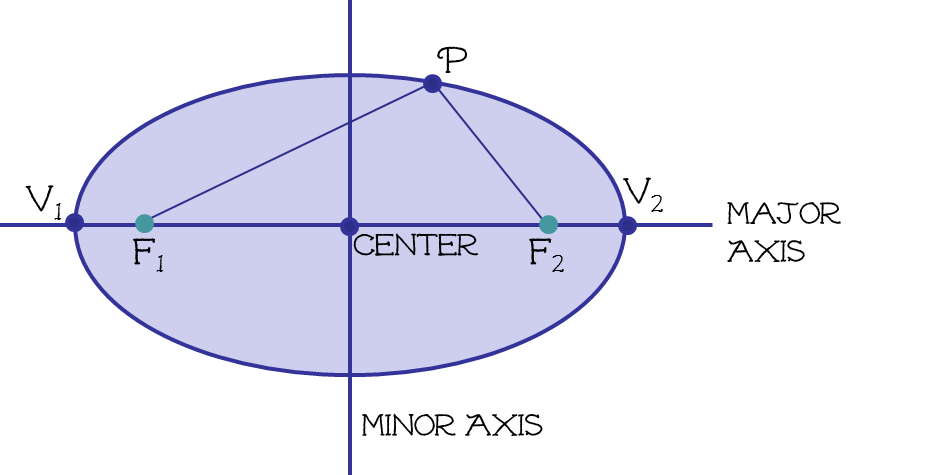 P
V₁
V₂
MAJOR
AXIS
F₁
CENTER
F₂
MINOR AXIS